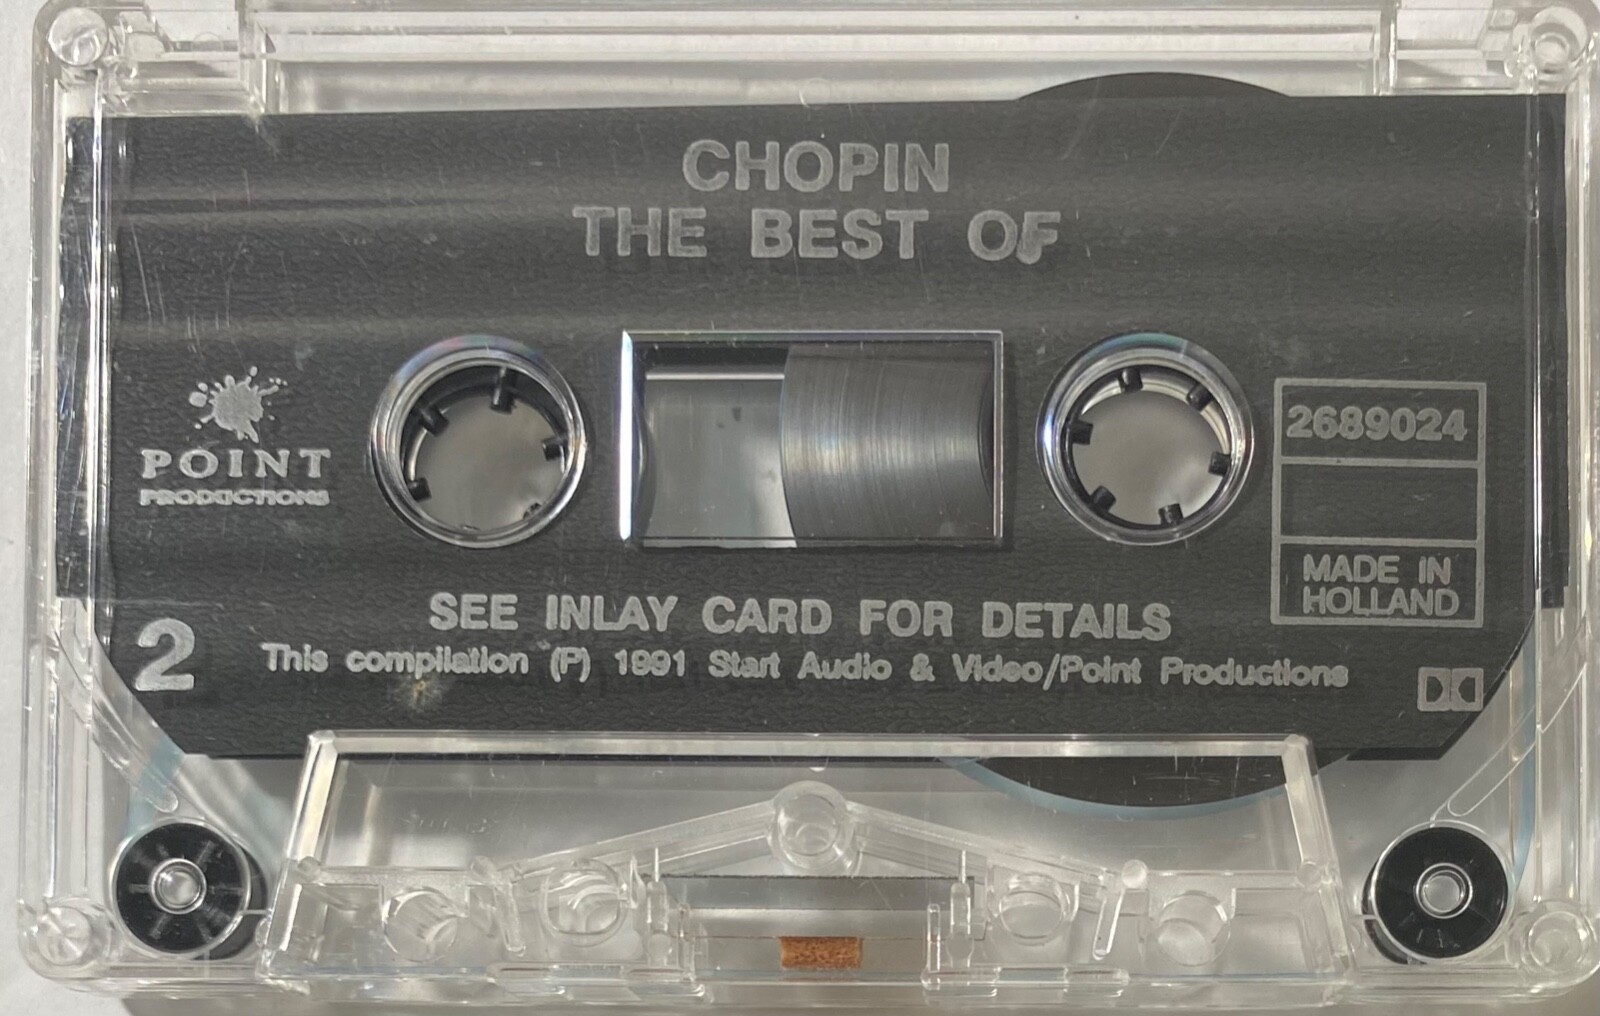 CHOPIN
THE BEST OF
POINT
PRODUCTIONS
2689024
MADE IN
HOLLAND
SEE INLAY CARD FOR DETAILS
2
This compilation (P) 1991 Start Audio & Video/Point Productions